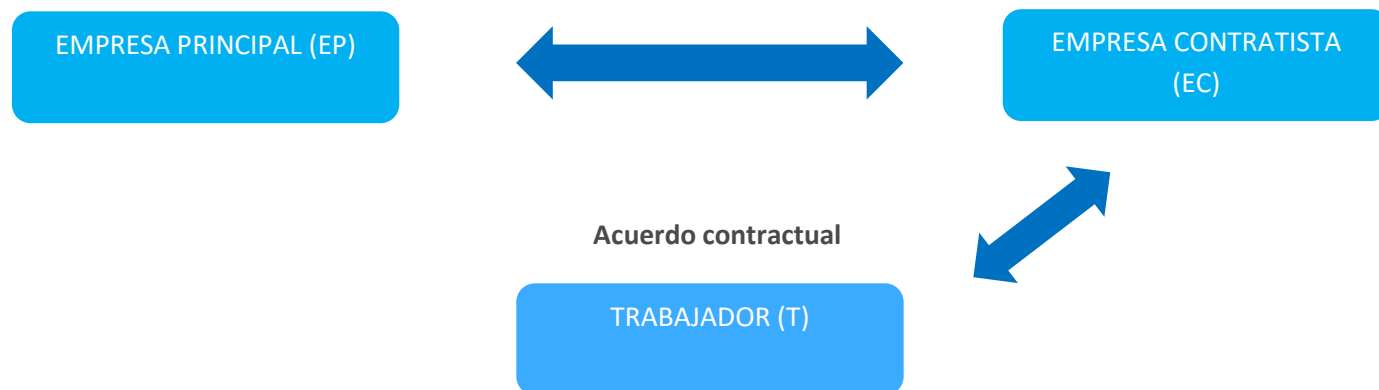 EMPRESA PRINCIPAL (EP)
EMPRESA CONTRATISTA
(EC)
Acuerdo contractual
TRABAJADOR (T)